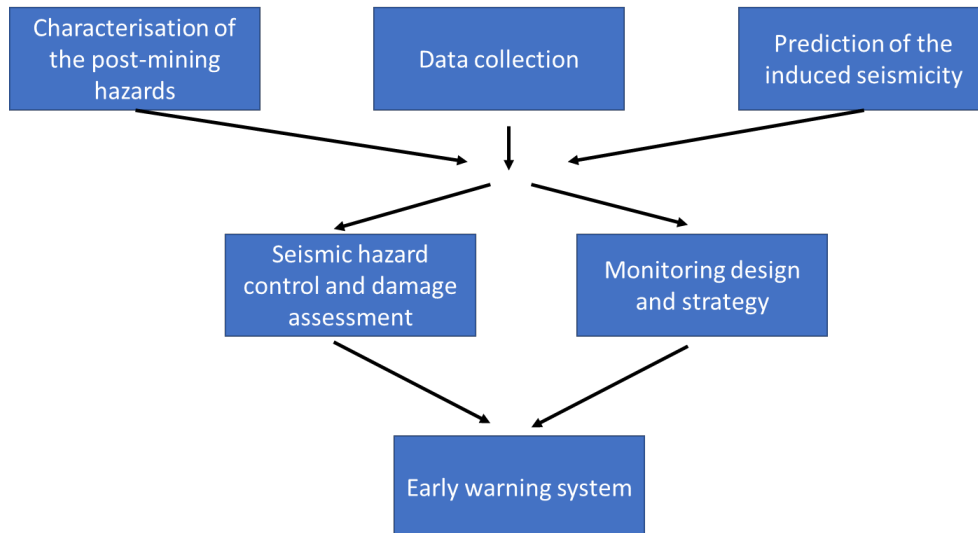 Characterisation of
the post-mining
hazards
Data collection
Prediction of the
induced seismicity
Seismic hazard
control and damage
assessment
Monitoring design
and strategy
Early warning system